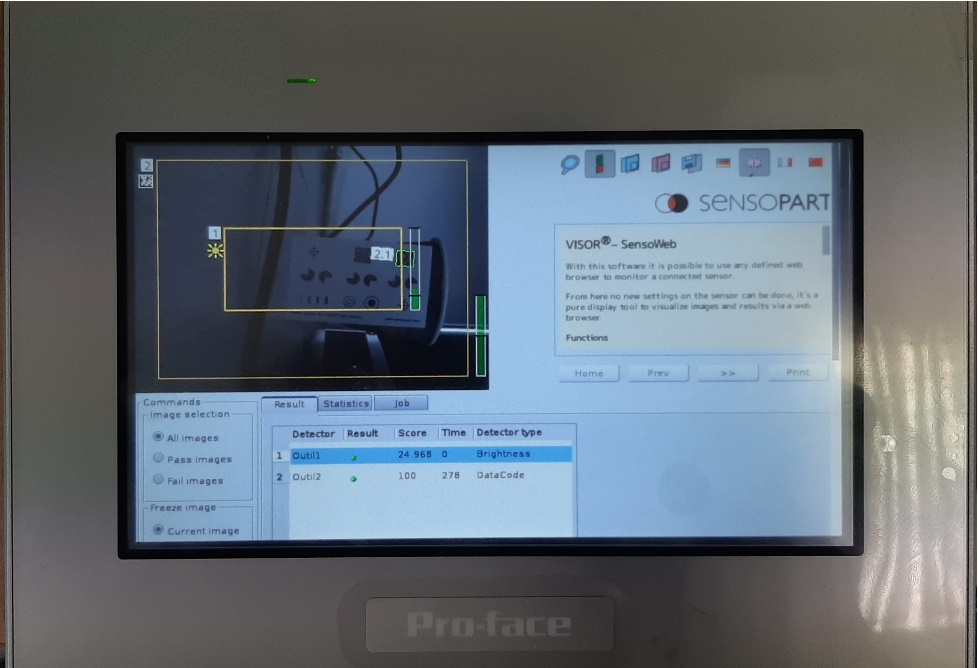 2
1
2.1
SENSOPART
VISOR®– SensoWeb
With this software it is possible to use any defined web
browser to monitor a connected sensor.
From here no new settings on the sensor can be done, it's a
pure display tool to visualize images and results via a web
browser
Functions
Home Prev >> Print
Commands
Image selection
All images
Pass images
Fail images
Freeze image
Current image
Result Statistics Job
Detector Result Score Time Detector type
1 Outil1 24.968 0 Brightness
2 Outil2 100 278 DataCode
Pro-face